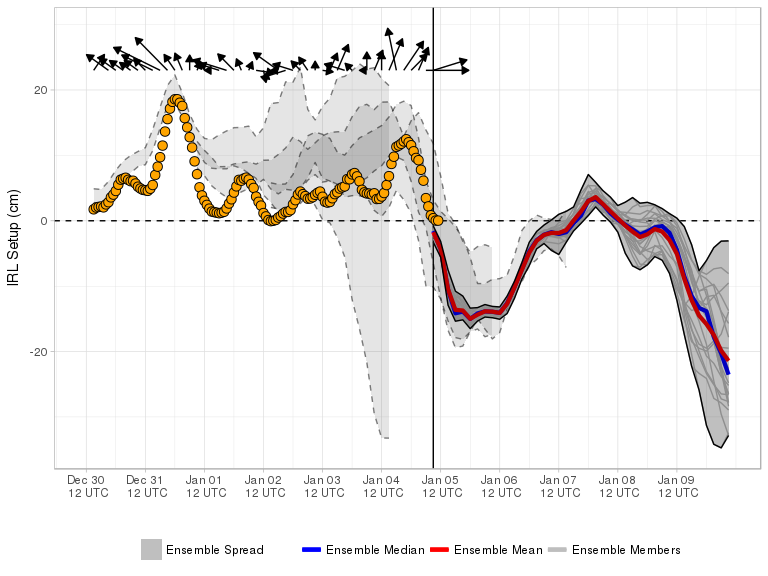 20
0
-20
IRL Setup (cm)
Dec 30 Dec 31 Jan 01 Jan 02 Jan 03 Jan 04 Jan 05 Jan 06 Jan 07 Jan 08 Jan 09
12 UTC 12 UTC 12 UTC 12 UTC 12 UTC 12 UTC 12 UTC 12 UTC 12 UTC 12 UTC 12 UTC
Ensemble Spread Ensemble Median Ensemble Mean Ensemble Members